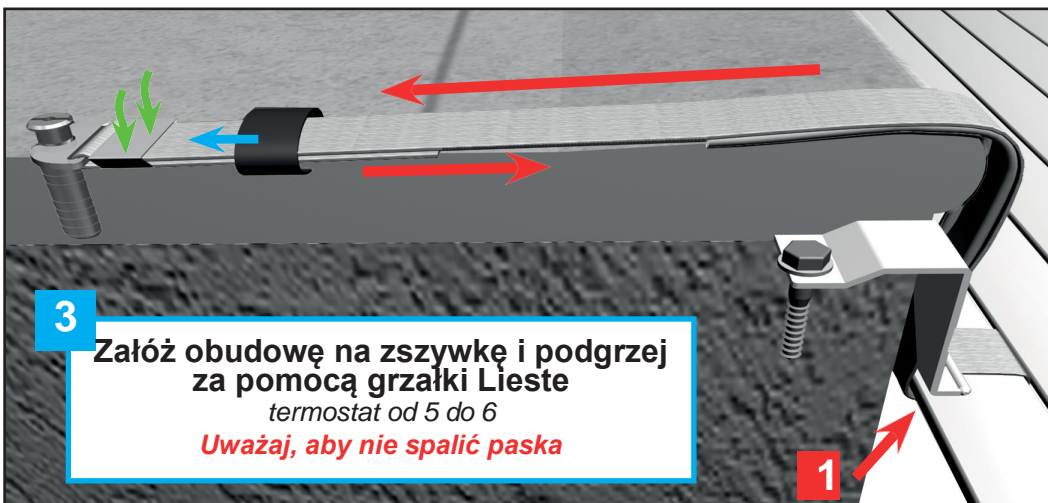 3
Załóż obudowę na zszywkę i podgrzej
za pomocą grzałki Lieste
termostat od 5 do 6
Uważaj, aby nie spalić paska
1